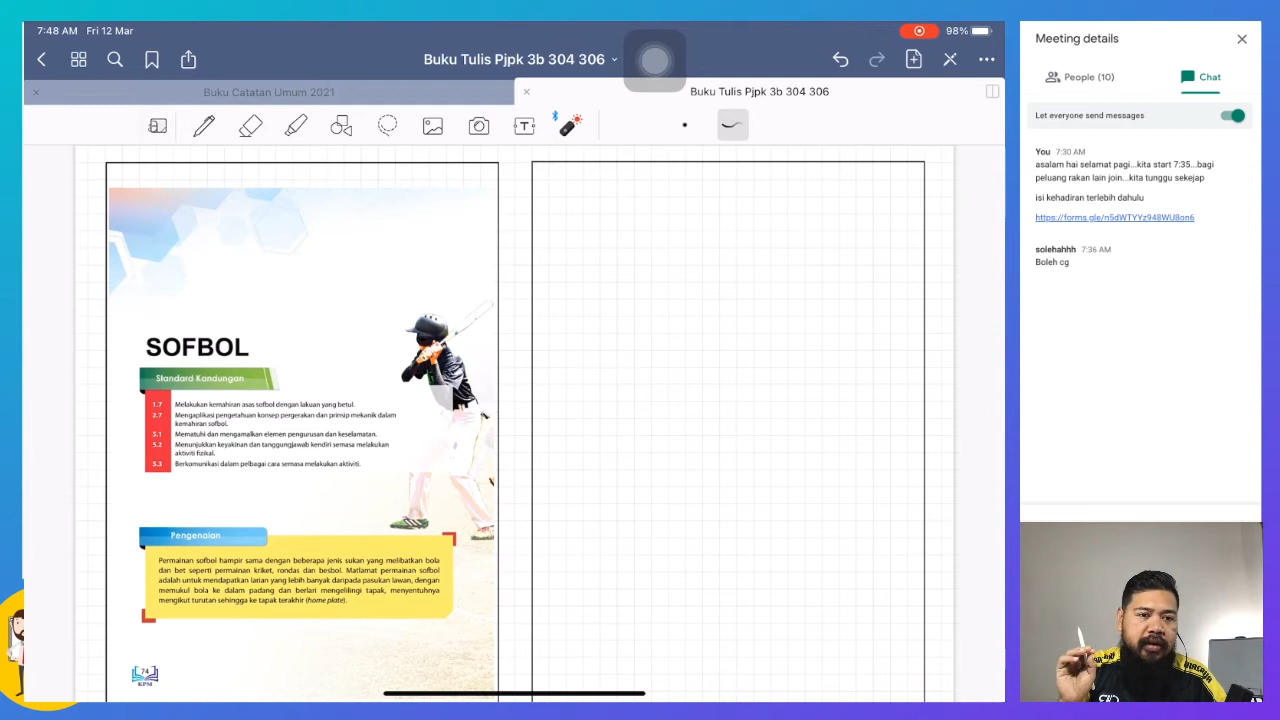 7:48 AM Fri 12 Mar
98%
Buku Tulis Pjpk 3b 304 306
Buku Catatan Umum 2021
Buku Tulis Pjpk 3b 304 306
SOFBOL
Standard Kandungan
1.7 Melakukan kemahiran asas sofbol dengan lakuan yang betul.
2.7 Mengaplikasi pengetahuan konsep pergerakan dan prinsip mekanik dalam
kemahiran sofbol.
5.1 Mematuhi dan mengamalkan elemen pengurusan dan keselamatan.
5.2 Menunjukkan keyakinan dan tanggungjawab kendiri semasa melakukan
aktiviti fizikal.
5.3 Berkomunikasi dalam pelbagai cara semasa melakukan aktiviti.
Pengenalan
Permainan sofbol hampir sama dengan beberapa jenis sukan yang melibatkan bola
dan bet seperti permainan kriket, rondas dan besbol. Matlamat permainan sofbol
adalah untuk mendapatkan larian yang lebih banyak daripada pasukan lawan, dengan
memukul bola ke dalam padang dan berlari mengelilingi tapak, menyentuhnya
mengikut turutan sehingga ke tapak terakhir (home plate).
74
KPM
Meeting details
People (10)
Chat
Let everyone send messages
You 7:30 AM
asalam hai selamat pagi...kita start 7:35...bagi
peluang rakan lain join...kita tunggu sekejap
isi kehadiran terlebih dahulu
https://forms.gle/n5dWTYYz948WU8on6
solehahhh 7:36 AM
Boleh cg